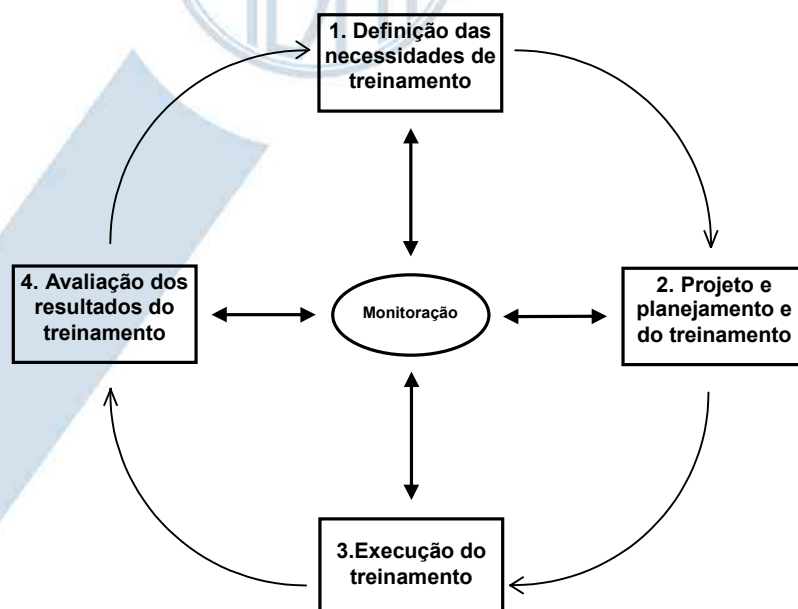 1. Definição das
necessidades de
treinamento
4. Avaliação dos
resultados do
treinamento
Monitoração
2. Projeto e
planejamento e
do treinamento
3.Execução do
treinamento